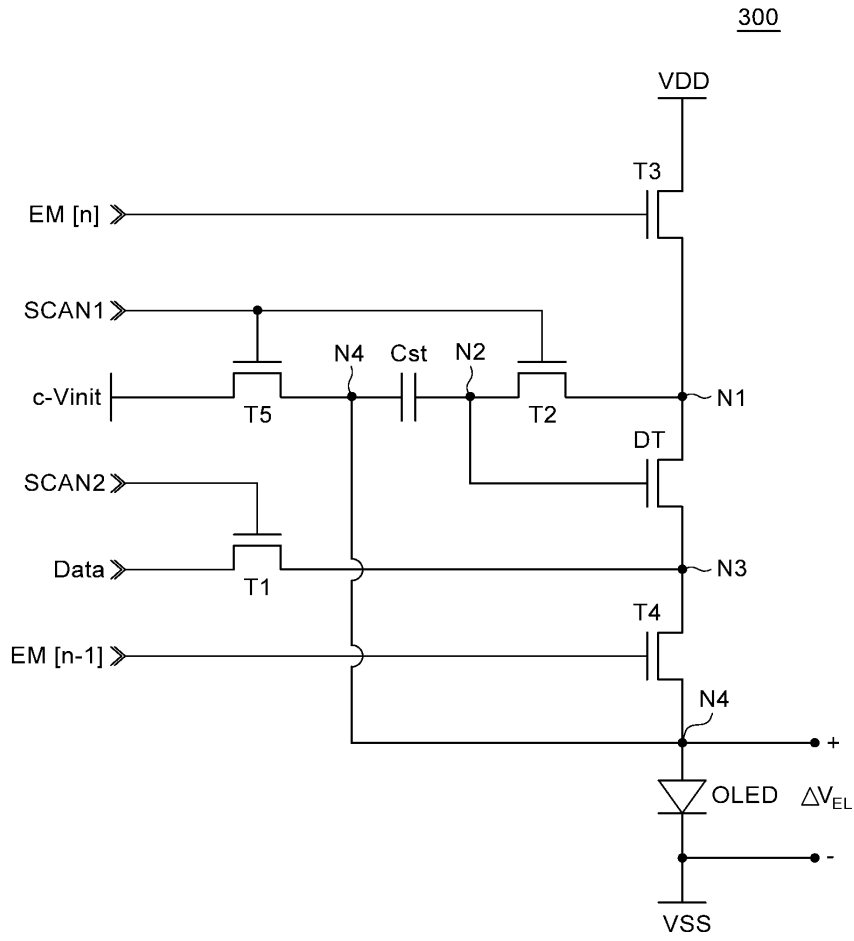 300
VDD
T3
EM [n]
SCAN1
N4 Cst N2
c-Vinit T5 T2 N1
DT
SCAN2
Data T1 N3
T4
EM [n-1]
N4
+
OLED ΔVEL
-
VSS